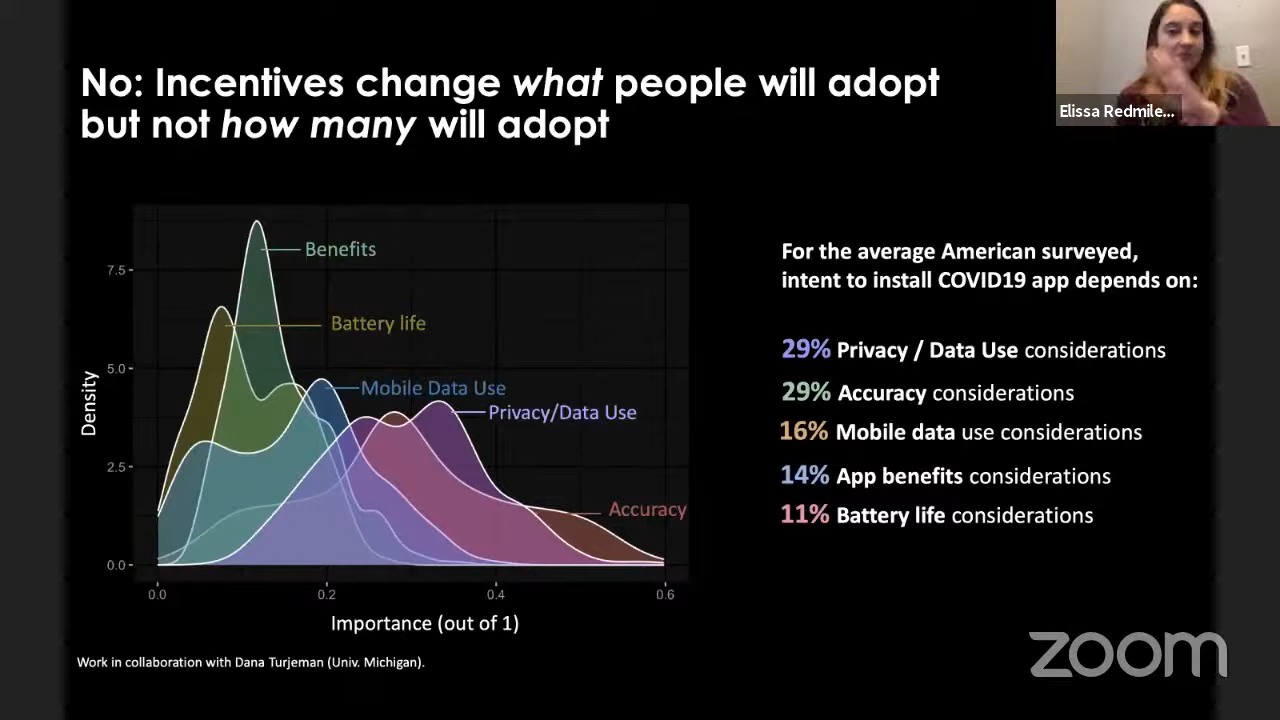 No: Incentives change what people will adopt
but not how many will adopt
Elissa Redmile...
Benefits
Battery life
Mobile Data Use
Privacy/Data Use
Accuracy
7.5
5.0
2.5
0.0
Density
0.0 0.2 0.4 0.6
Importance (out of 1)
For the average American surveyed,
intent to install COVID19 app depends on:
29% Privacy / Data Use considerations
29% Accuracy considerations
16% Mobile data use considerations
14% App benefits considerations
11% Battery life considerations
Work in collaboration with Dana Turjeman (Univ. Michigan).
zoom